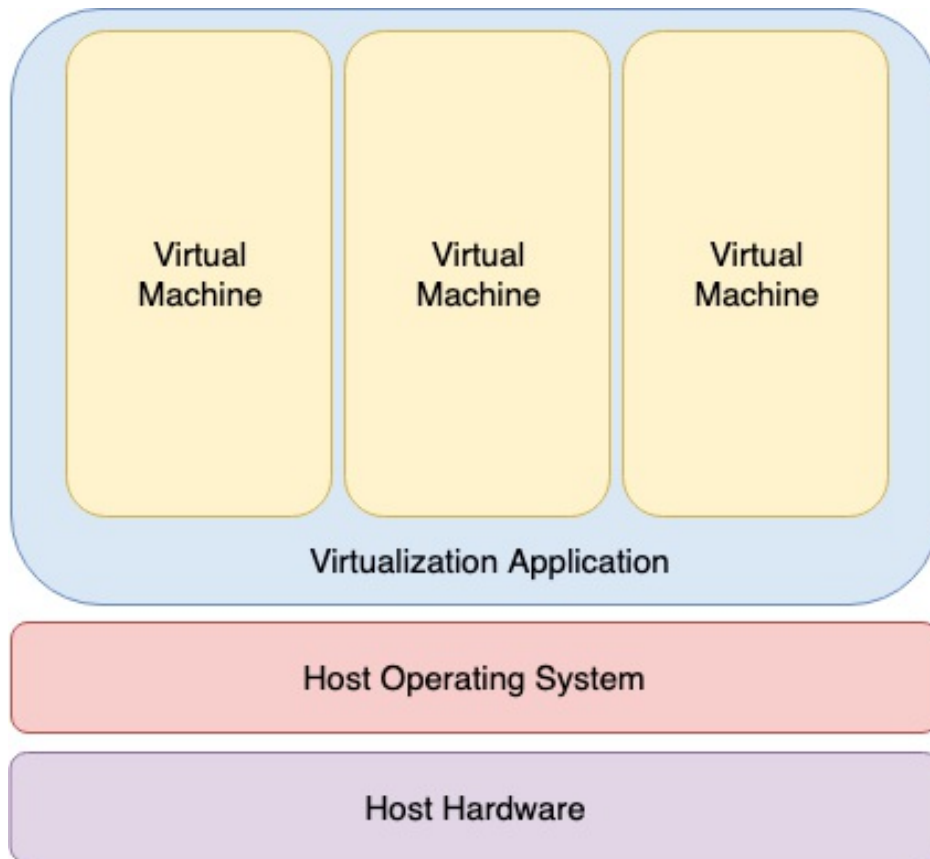 Virtual
Machine
Virtual
Machine
Virtual
Machine
Virtualization Application
Host Operating System
Host Hardware